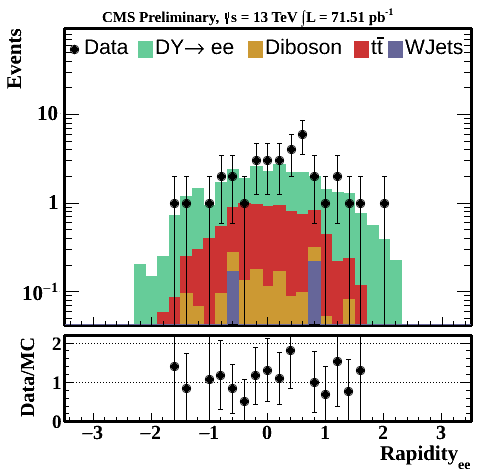 CMS Preliminary, √s = 13 TeV ∫L = 71.51 pb⁻¹
Events
Data DY→ ee Diboson tt̄ WJets
10
1
10⁻¹
Data/MC
2
1
0
−3 −2 −1 0 1 2 3
Rapidityₑₑ